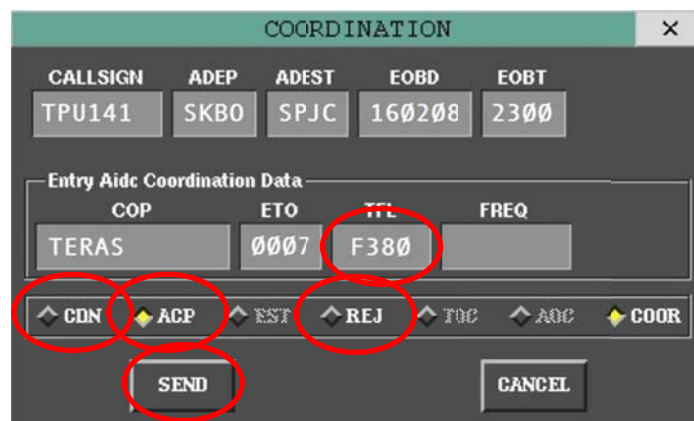 COORDINATION
CALLSIGN ADEP ADEST EOBD EOBT
TPU141 SKBO SPJC 160208 2300
Entry Aidc Coordination Data
COP ETO TFL FREQ
TERAS 0007 F380
CDN ACP EST REJ TOC AOC COOR
SEND CANCEL